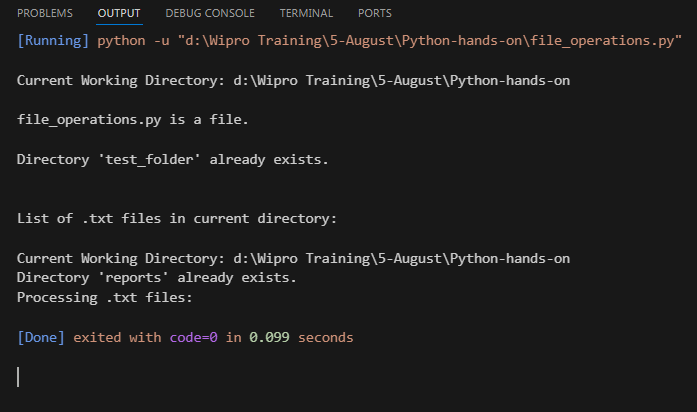 PROBLEMS OUTPUT DEBUG CONSOLE TERMINAL PORTS
[Running] python -u "d:\Wipro Training\5-August\Python-hands-on\file_operations.py"
Current Working Directory: d:\Wipro Training\5-August\Python-hands-on
file_operations.py is a file.
Directory 'test_folder' already exists.
List of .txt files in current directory:
Current Working Directory: d:\Wipro Training\5-August\Python-hands-on
Directory 'reports' already exists.
Processing .txt files:
[Done] exited with code=0 in 0.099 seconds